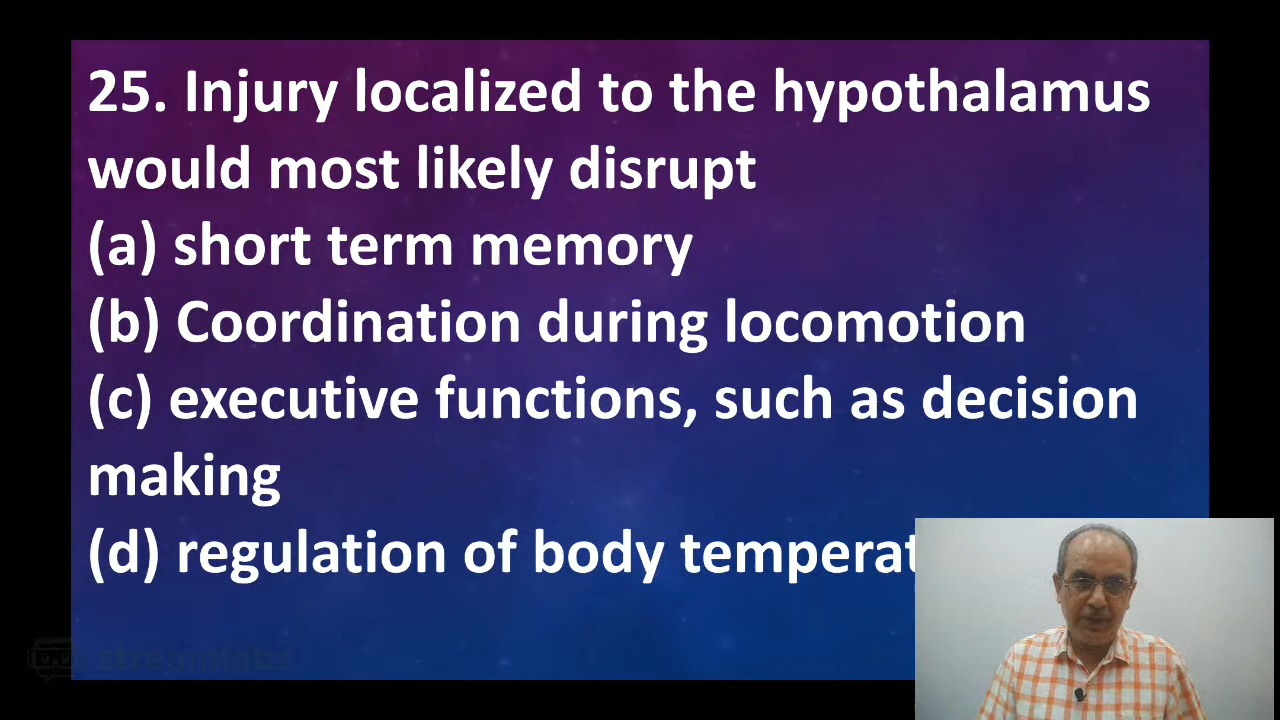 25. Injury localized to the hypothalamus
would most likely disrupt
(a) short term memory
(b) Coordination during locomotion
(c) executive functions, such as decision
making
(d) regulation of body
streamlabs